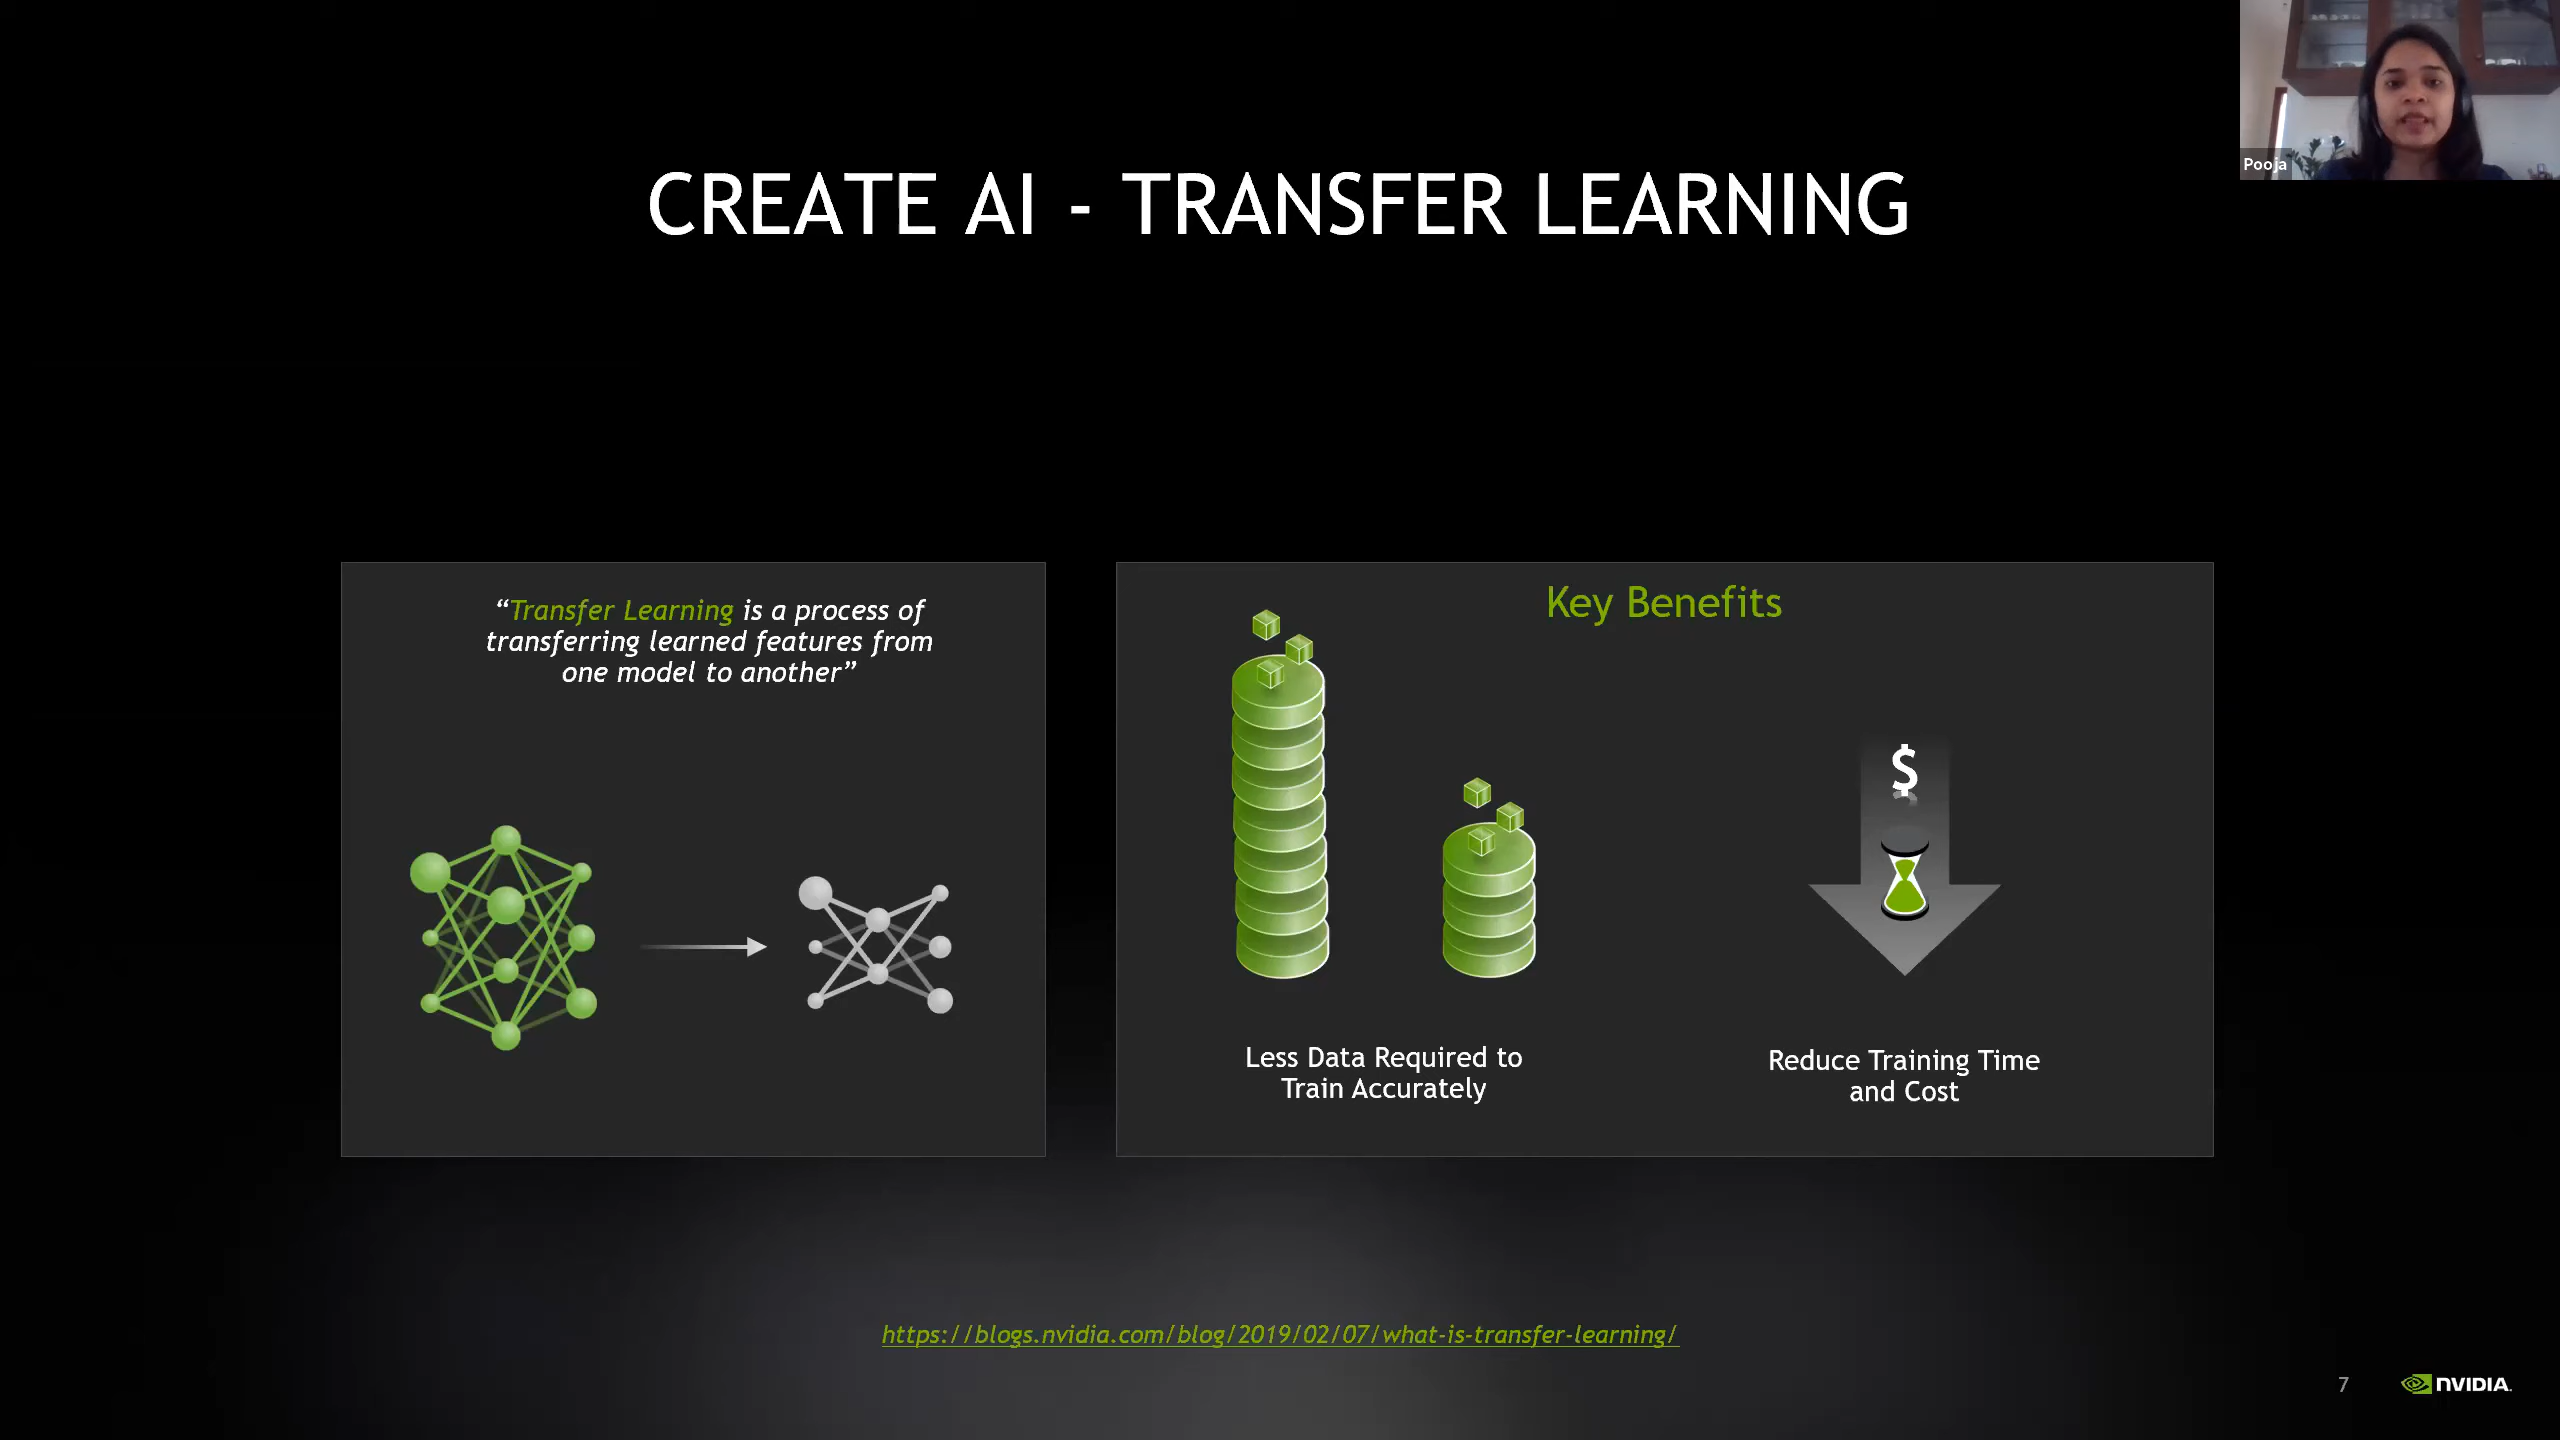 Pooja
CREATE AI - TRANSFER LEARNING
“Transfer Learning is a process of
transferring learned features from
one model to another”
Key Benefits
$
Less Data Required to
Train Accurately
Reduce Training Time
and Cost
https://blogs.nvidia.com/blog/2019/02/07/what-is-transfer-learning/
7
NVIDIA.